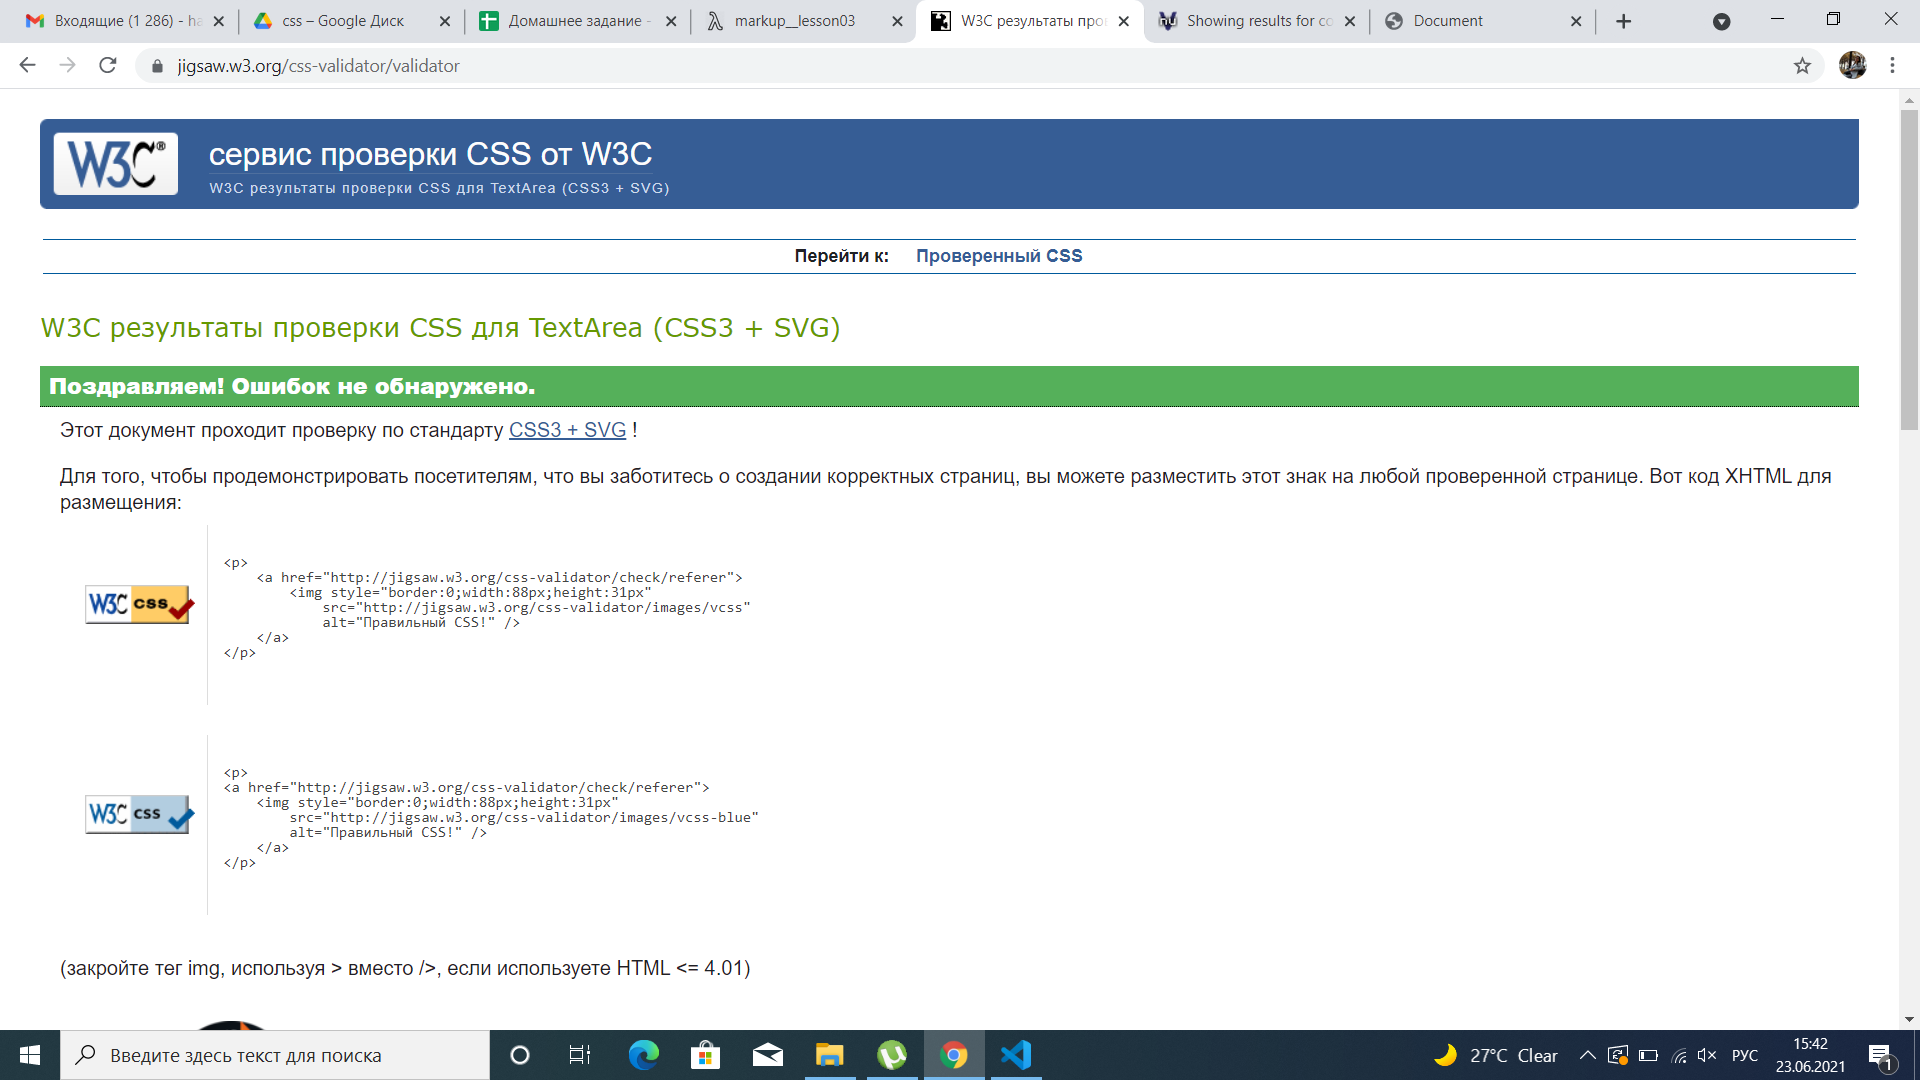 Входящие (1 286) - ha
css – Google Диск
Домашнее задание -
markup__lesson03
W3C результаты про
Showing results for co
Document
jigsaw.w3.org/css-validator/validator
W3C®
сервис проверки CSS от W3C
W3C результаты проверки CSS для TextArea (CSS3 + SVG)
Перейти к: Проверенный CSS
W3C результаты проверки CSS для TextArea (CSS3 + SVG)
Поздравляем! Ошибок не обнаружено.
Этот документ проходит проверку по стандарту CSS3 + SVG !
Для того, чтобы продемонстрировать посетителям, что вы заботитесь о создании корректных страниц, вы можете разместить этот знак на любой проверенной странице. Вот код XHTML для
размещения:
W3C css
<p>
<a href="http://jigsaw.w3.org/css-validator/check/referer">
<img style="border:0;width:88px;height:31px"
src="http://jigsaw.w3.org/css-validator/images/vcss"
alt="Правильный CSS!" />
</a>
</p>
W3C css
<p>
<a href="http://jigsaw.w3.org/css-validator/check/referer">
<img style="border:0;width:88px;height:31px"
src="http://jigsaw.w3.org/css-validator/images/vcss-blue"
alt="Правильный CSS!" />
</a>
</p>
(закройте тег img, используя > вместо />, если используете HTML <= 4.01)
Введите здесь текст для поиска
27°C Clear
РУС
15:42
23.06.2021
1